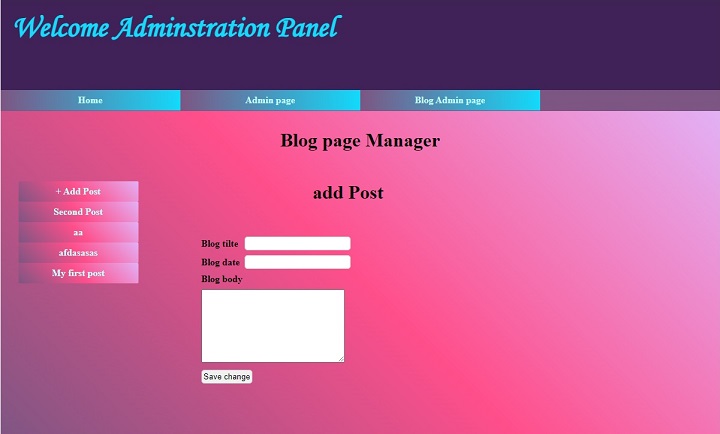 Welcome Adminstration Panel
Home Admin page Blog Admin page
Blog page Manager
add Post
+ Add Post
Second Post
aa
afdasasas
My first post
Blog tilte
Blog date
Blog body
Save change